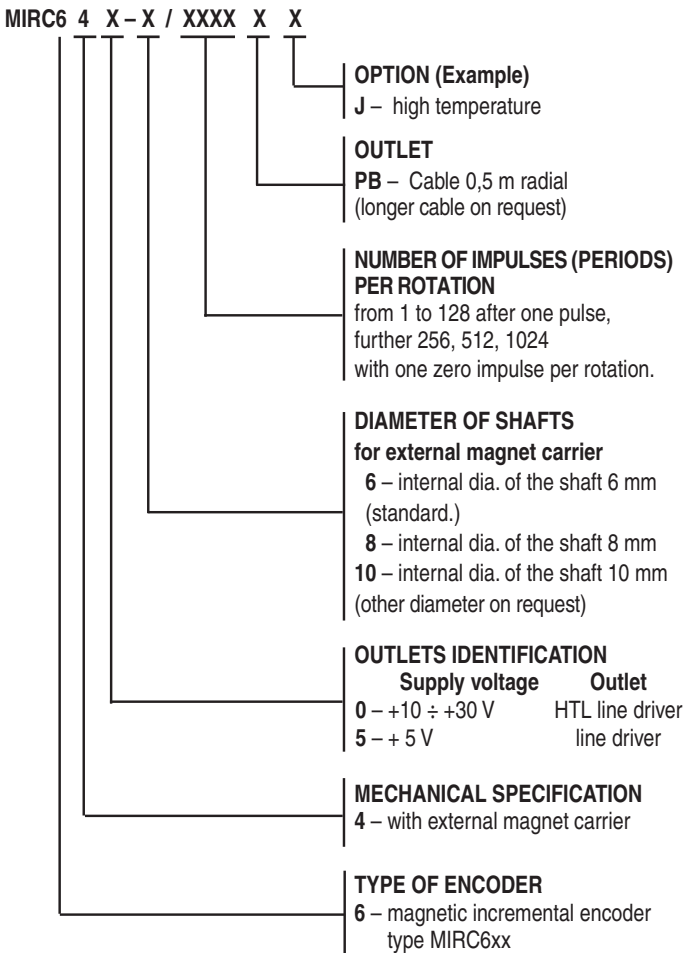 MIRC6 4 X – X / XXXX X X
OPTION (Example)
J – high temperature
OUTLET
PB – Cable 0,5 m radial
(longer cable on request)
NUMBER OF IMPULSES (PERIODS)
PER ROTATION
from 1 to 128 after one pulse,
further 256, 512, 1024
with one zero impulse per rotation.
DIAMETER OF SHAFTS
for external magnet carrier
6 – internal dia. of the shaft 6 mm
(standard.)
8 – internal dia. of the shaft 8 mm
10 – internal dia. of the shaft 10 mm
(other diameter on request)
OUTLETS IDENTIFICATION
Supply voltage Outlet
0 – +10 ÷ +30 V HTL line driver
5 – + 5 V line driver
MECHANICAL SPECIFICATION
4 – with external magnet carrier
TYPE OF ENCODER
6 – magnetic incremental encoder
type MIRC6xx